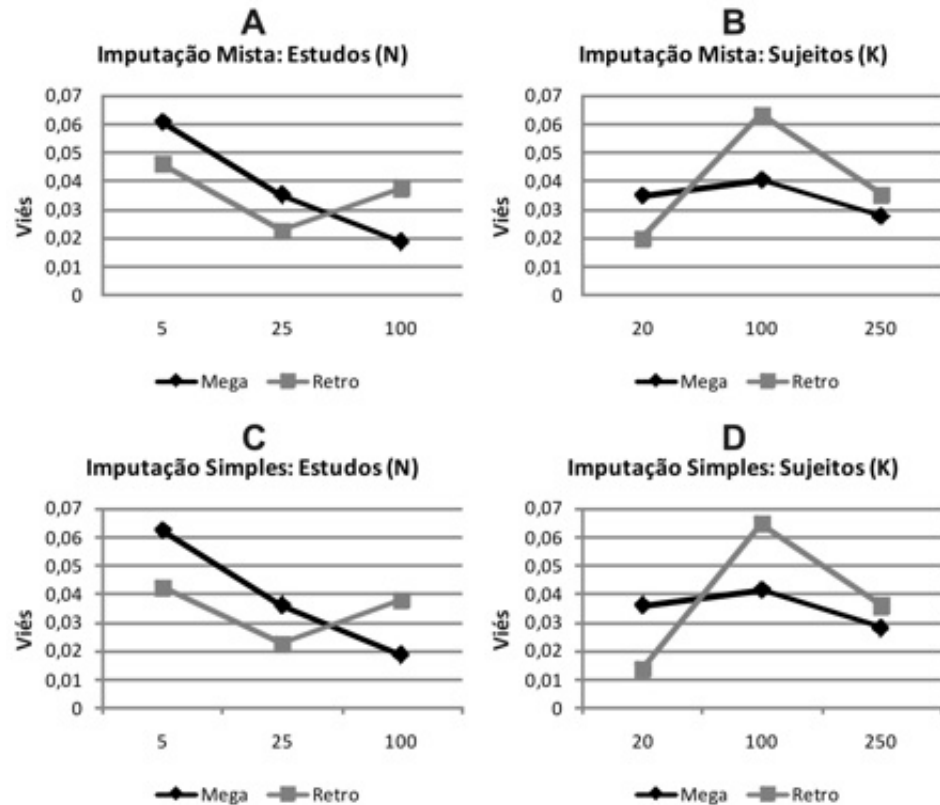 A
Imputação Mista: Estudos (N)
0,07
0,06
0,05
0,04
0,03
0,02
0,01
0
Viés
5 25 100
Mega Retro
B
Imputação Mista: Sujeitos (K)
0,07
0,06
0,05
0,04
0,03
0,02
0,01
0
Viés
20 100 250
Mega Retro
C
Imputação Simples: Estudos (N)
0,07
0,06
0,05
0,04
0,03
0,02
0,01
0
Viés
5 25 100
Mega Retro
D
Imputação Simples: Sujeitos (K)
0,07
0,06
0,05
0,04
0,03
0,02
0,01
0
Viés
20 100 250
Mega Retro